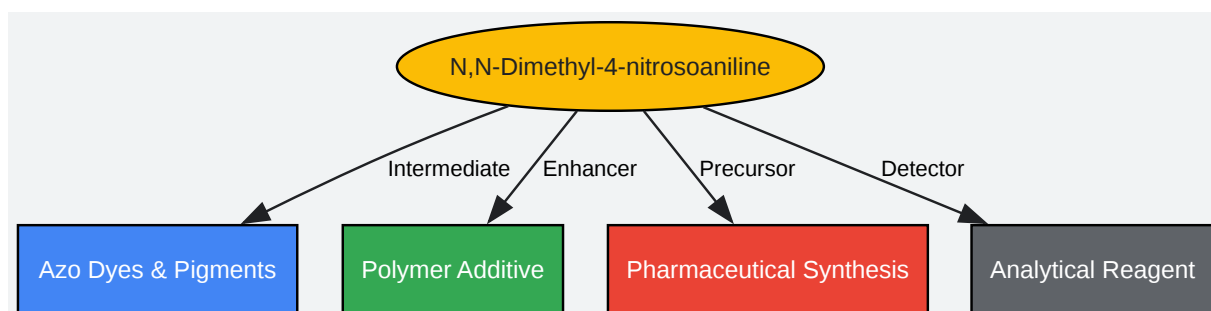 N,N-Dimethyl-4-nitrosoaniline
Intermediate
Enhancer
Precursor
Detector
Azo Dyes & Pigments
Polymer Additive
Pharmaceutical Synthesis
Analytical Reagent